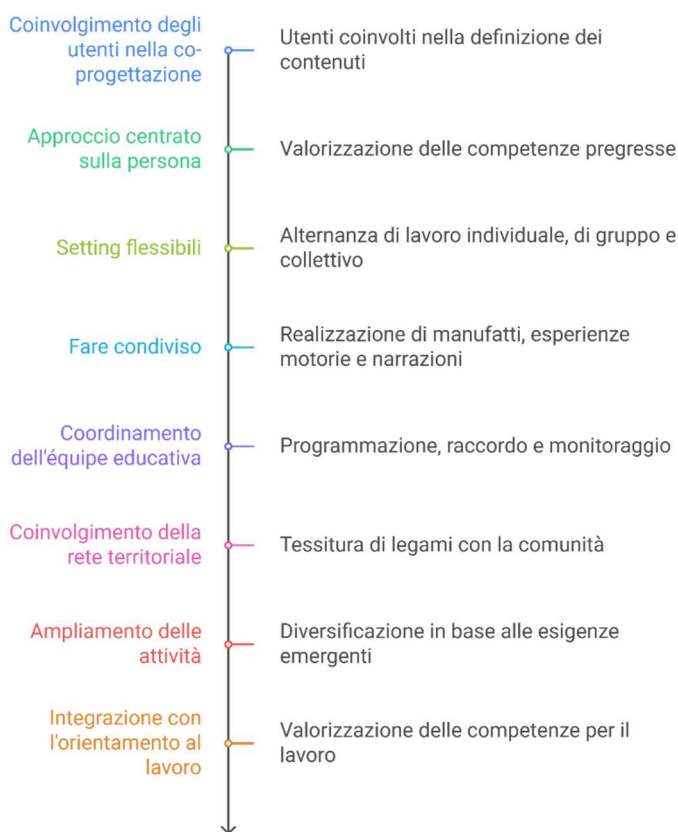 Coinvolgimento degli
utenti nella co-
progettazione
Utenti coinvolti nella definizione dei
contenuti
Approccio centrato
sulla persona
Valorizzazione delle competenze pregresse
Setting flessibili
Alternanza di lavoro individuale, di gruppo e
collettivo
Fare condiviso
Realizzazione di manufatti, esperienze
motorie e narrazioni
Coordinamento
dell'équipe educativa
Programmazione, raccordo e monitoraggio
Coinvolgimento della
rete territoriale
Tessitura di legami con la comunità
Ampliamento delle
attività
Diversificazione in base alle esigenze
emergenti
Integrazione con
l'orientamento al
lavoro
Valorizzazione delle competenze per il
lavoro